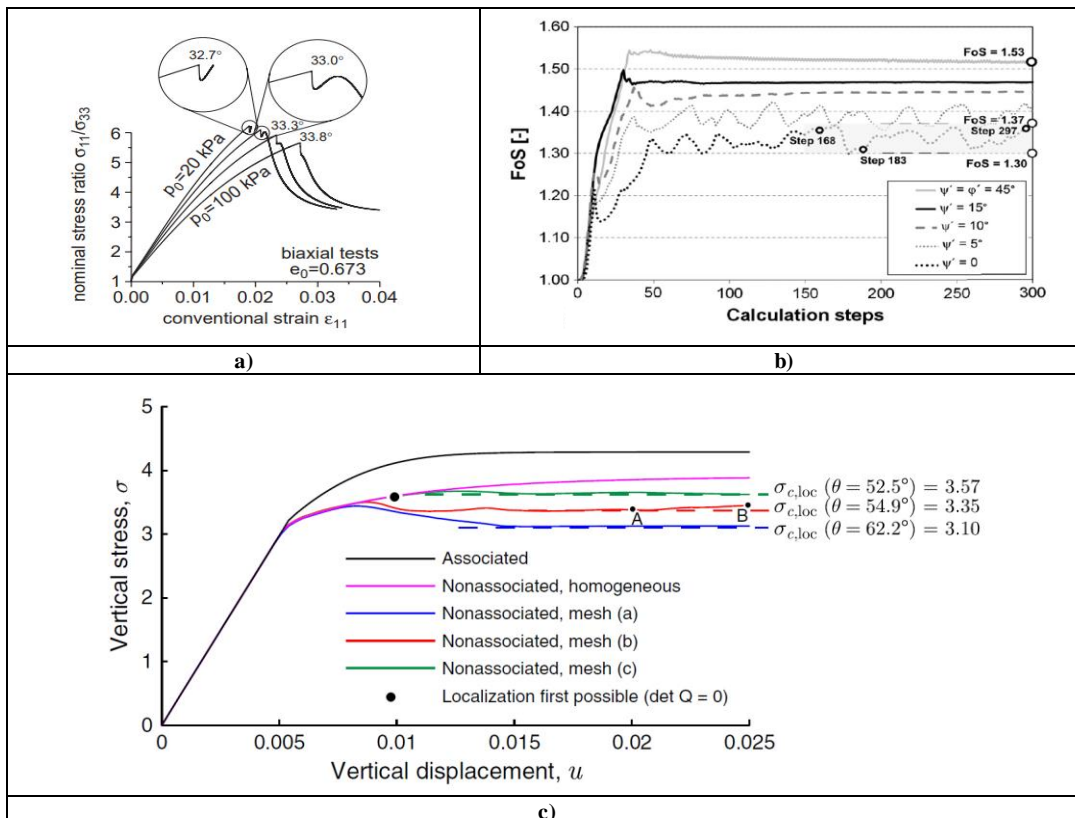 32.7°
33.0°
33.3°
33.8°
p₀=20 kPa
p₀=100 kPa
nominal stress ratio σ₁₁/σ₃₃
6
5
4
3
2
1
biaxial tests
e₀=0.673
0.00 0.01 0.02 0.03 0.04
conventional strain ε₁₁
1.60
1.50
1.40
1.30
1.20
1.10
1.00
FoS [-]
FoS = 1.53
FoS = 1.37
Step 297
Step 168
Step 183
FoS = 1.30
ψ´ = φ´ = 45°
ψ´ = 15°
ψ´ = 10°
ψ´ = 5°
ψ´ = 0
0 50 100 150 200 250 300
Calculation steps
a)
b)
5
4
3
2
1
0
Vertical stress, σ
σc,loc (θ = 52.5°) = 3.57
σc,loc (θ = 54.9°) = 3.35
σc,loc (θ = 62.2°) = 3.10
A
B
Associated
Nonassociated, homogeneous
Nonassociated, mesh (a)
Nonassociated, mesh (b)
Nonassociated, mesh (c)
Localization first possible (det Q = 0)
0 0.005 0.01 0.015 0.02 0.025
Vertical displacement, u
c)